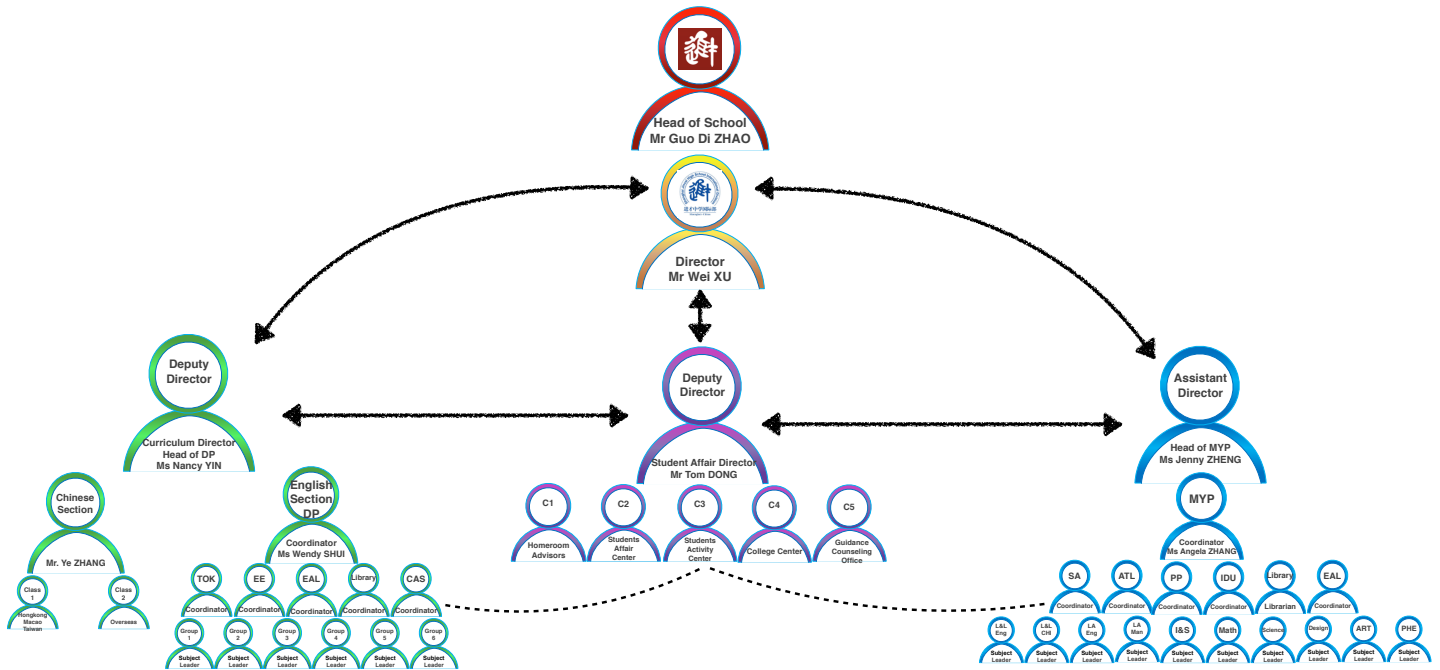 Head of School
Mr Guo Di ZHAO
進才中学国际部
Director
Mr Wei XU
Deputy
Director
Curriculum Director
Head of DP
Ms Nancy YIN
Deputy
Director
Student Affair Director
Mr Tom DONG
Assistant
Director
Head of MYP
Ms Jenny ZHENG
Chinese
Section
Mr. Ye ZHANG
English
Section
DP
Coordinator
Ms Wendy SHUI
C1
Homeroom
Advisors
C2
Students
Affair
Center
C3
Students
Activity
Center
C4
College Center
C5
Guidance
Counseling
Office
MYP
Coordinator
Ms Angela ZHANG
Class
1
Hongkong
Macao
Taiwan
Class
2
Overseas
TOK
Coordinator
EE
Coordinator
EAL
Coordinator
Library
Coordinator
CAS
Coordinator
Group
1
Subject
Leader
Group
2
Subject
Leader
Group
3
Subject
Leader
Group
4
Subject
Leader
Group
5
Subject
Leader
Group
6
Subject
Leader
SA
Coordinator
ATL
Coordinator
PP
Coordinator
IDU
Coordinator
Library
Librarian
EAL
Coordinator
L&L
Eng
Subject
Leader
L&L
CHI
Subject
Leader
LA
Eng
Subject
Leader
LA
Man
Subject
Leader
I&S
Subject
Leader
Math
Subject
Leader
Science
Subject
Leader
Design
Subject
Leader
ART
Subject
Leader
PHE
Subject
Leader